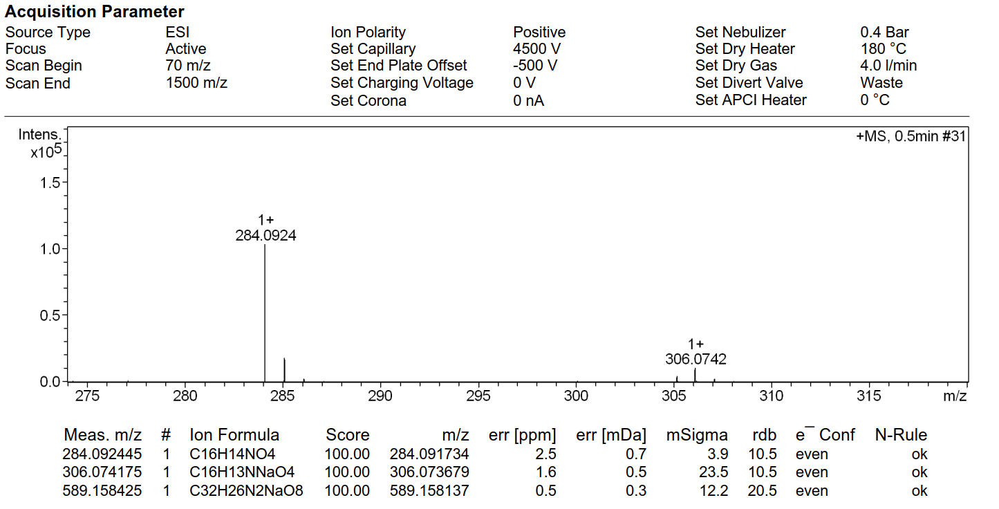 Acquisition Parameter
Source Type ESI Ion Polarity Positive Set Nebulizer 0.4 Bar
Focus Active Set Capillary 4500 V Set Dry Heater 180 °C
Scan Begin 70 m/z Set End Plate Offset -500 V Set Dry Gas 4.0 l/min
Scan End 1500 m/z Set Charging Voltage 0 V Set Divert Valve Waste
Set Corona 0 nA Set APCI Heater 0 °C
Intens. +MS, 0.5min #31
x10⁵
1.5
1+
284.0924
1.0
0.5
1+
306.0742
0.0
275 280 285 290 295 300 305 310 315 m/z
Meas. m/z # Ion Formula Score m/z err [ppm] err [mDa] mSigma rdb e¯ Conf N-Rule
284.092445 1 C16H14NO4 100.00 284.091734 2.5 0.7 3.9 10.5 even ok
306.074175 1 C16H13NNaO4 100.00 306.073679 1.6 0.5 23.5 10.5 even ok
589.158425 1 C32H26N2NaO8 100.00 589.158137 0.5 0.3 12.2 20.5 even ok